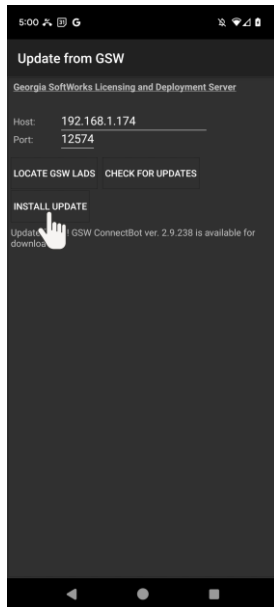 5:00 31 G
Update from GSW
Georgia SoftWorks Licensing and Deployment Server
Host: 192.168.1.174
Port: 12574
LOCATE GSW LADS CHECK FOR UPDATES
INSTALL UPDATE
Update ! GSW ConnectBot ver. 2.9.238 is available for
downloa